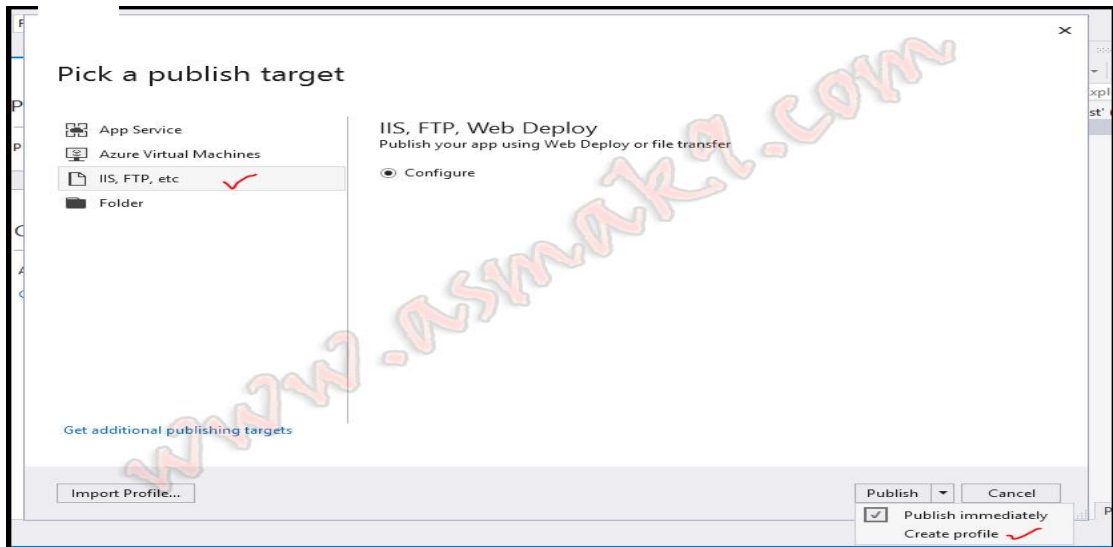 Pick a publish target
App Service
Azure Virtual Machines
IIS, FTP, etc
Folder
Get additional publishing targets
IIS, FTP, Web Deploy
Publish your app using Web Deploy or file transfer
Configure
www.asmak9.com
Import Profile...
Publish
Cancel
Publish immediately
Create profile